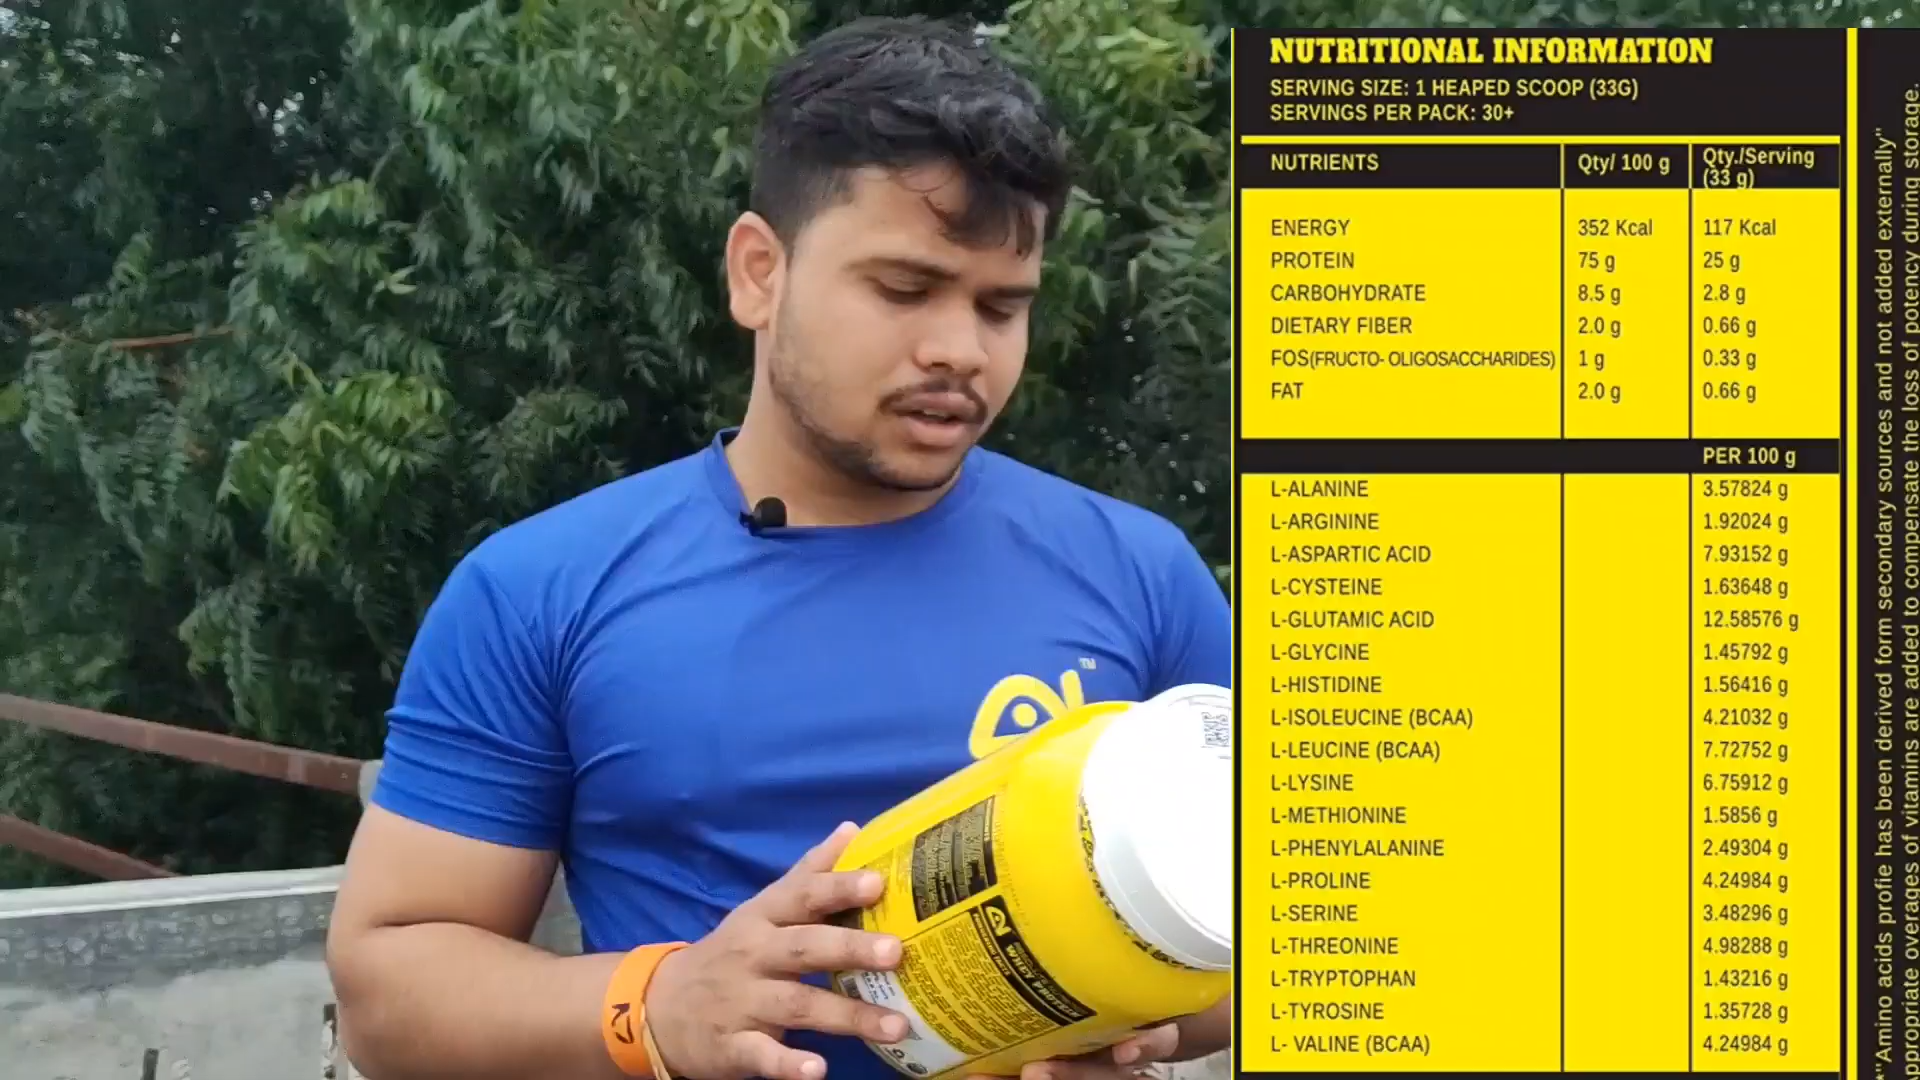 NUTRITIONAL INFORMATION
SERVING SIZE: 1 HEAPED SCOOP (33G)
SERVINGS PER PACK: 30+
NUTRIENTS Qty/ 100 g Qty./Serving (33 g)
ENERGY 352 Kcal 117 Kcal
PROTEIN 75 g 25 g
CARBOHYDRATE 8.5 g 2.8 g
DIETARY FIBER 2.0 g 0.66 g
FOS(FRUCTO- OLIGOSACCHARIDES) 1 g 0.33 g
FAT 2.0 g 0.66 g
PER 100 g
L-ALANINE 3.57824 g
L-ARGININE 1.92024 g
L-ASPARTIC ACID 7.93152 g
L-CYSTEINE 1.63648 g
L-GLUTAMIC ACID 12.58576 g
L-GLYCINE 1.45792 g
L-HISTIDINE 1.56416 g
L-ISOLEUCINE (BCAA) 4.21032 g
L-LEUCINE (BCAA) 7.72752 g
L-LYSINE 6.75912 g
L-METHIONINE 1.5856 g
L-PHENYLALANINE 2.49304 g
L-PROLINE 4.24984 g
L-SERINE 3.48296 g
L-THREONINE 4.98288 g
L-TRYPTOPHAN 1.43216 g
L-TYROSINE 1.35728 g
L- VALINE (BCAA) 4.24984 g
*"Amino acids profie has been derived form secondary sources and not added externally"
ppropriate overages of vitamins are added to compensate the loss of potency during storage.
TM
WHEY PROTEIN